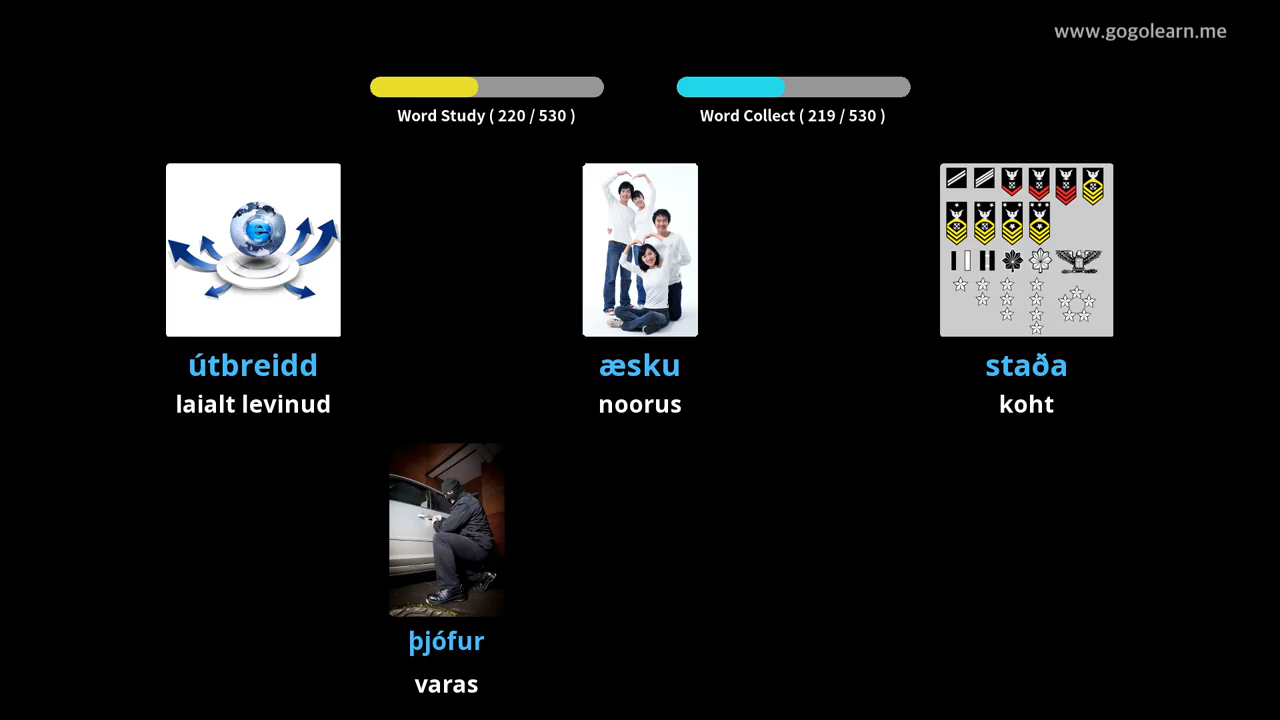 www.gogolearn.me
Word Study ( 220 / 530 )
Word Collect ( 219 / 530 )
e
útbreidd
laialt levinud
æsku
noorus
staða
koht
þjófur
varas